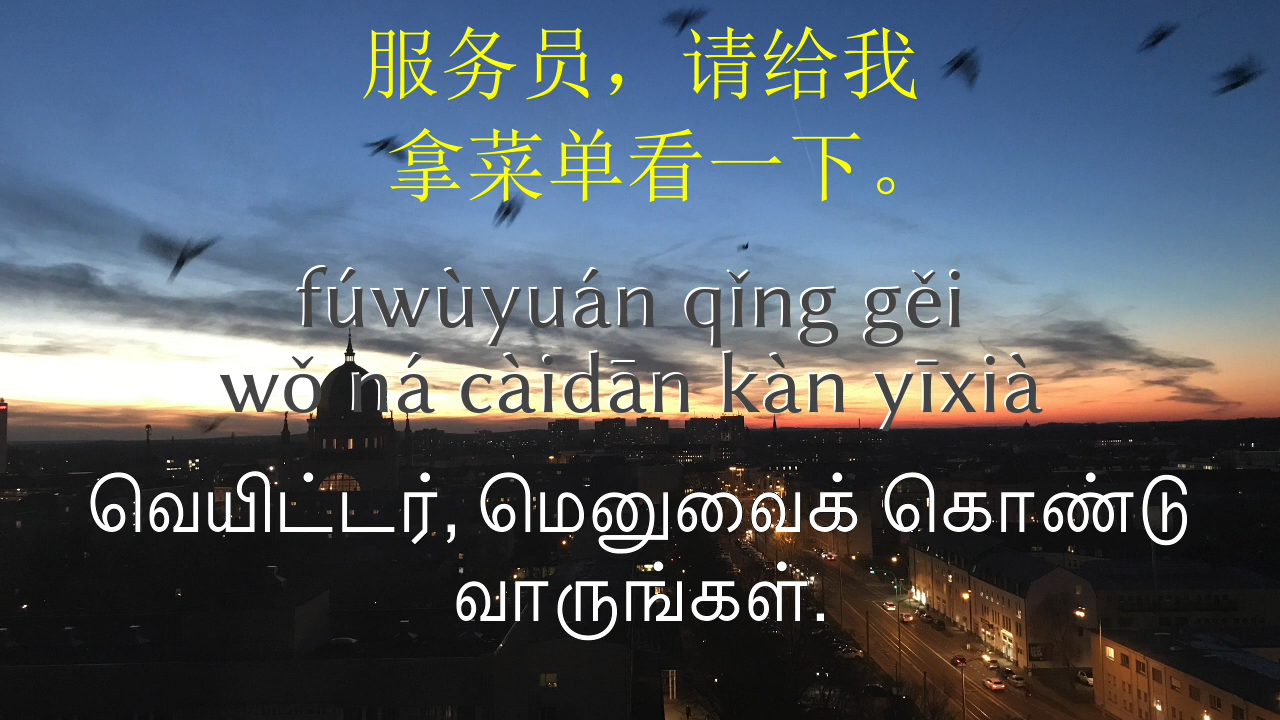 服务员，请给我
拿菜单看一下。
fúwùyuán qǐng gěi
wǒ ná càidān kàn yīxià
வெயிட்டர், மெனுவைக் கொண்டு
வாருங்கள்.